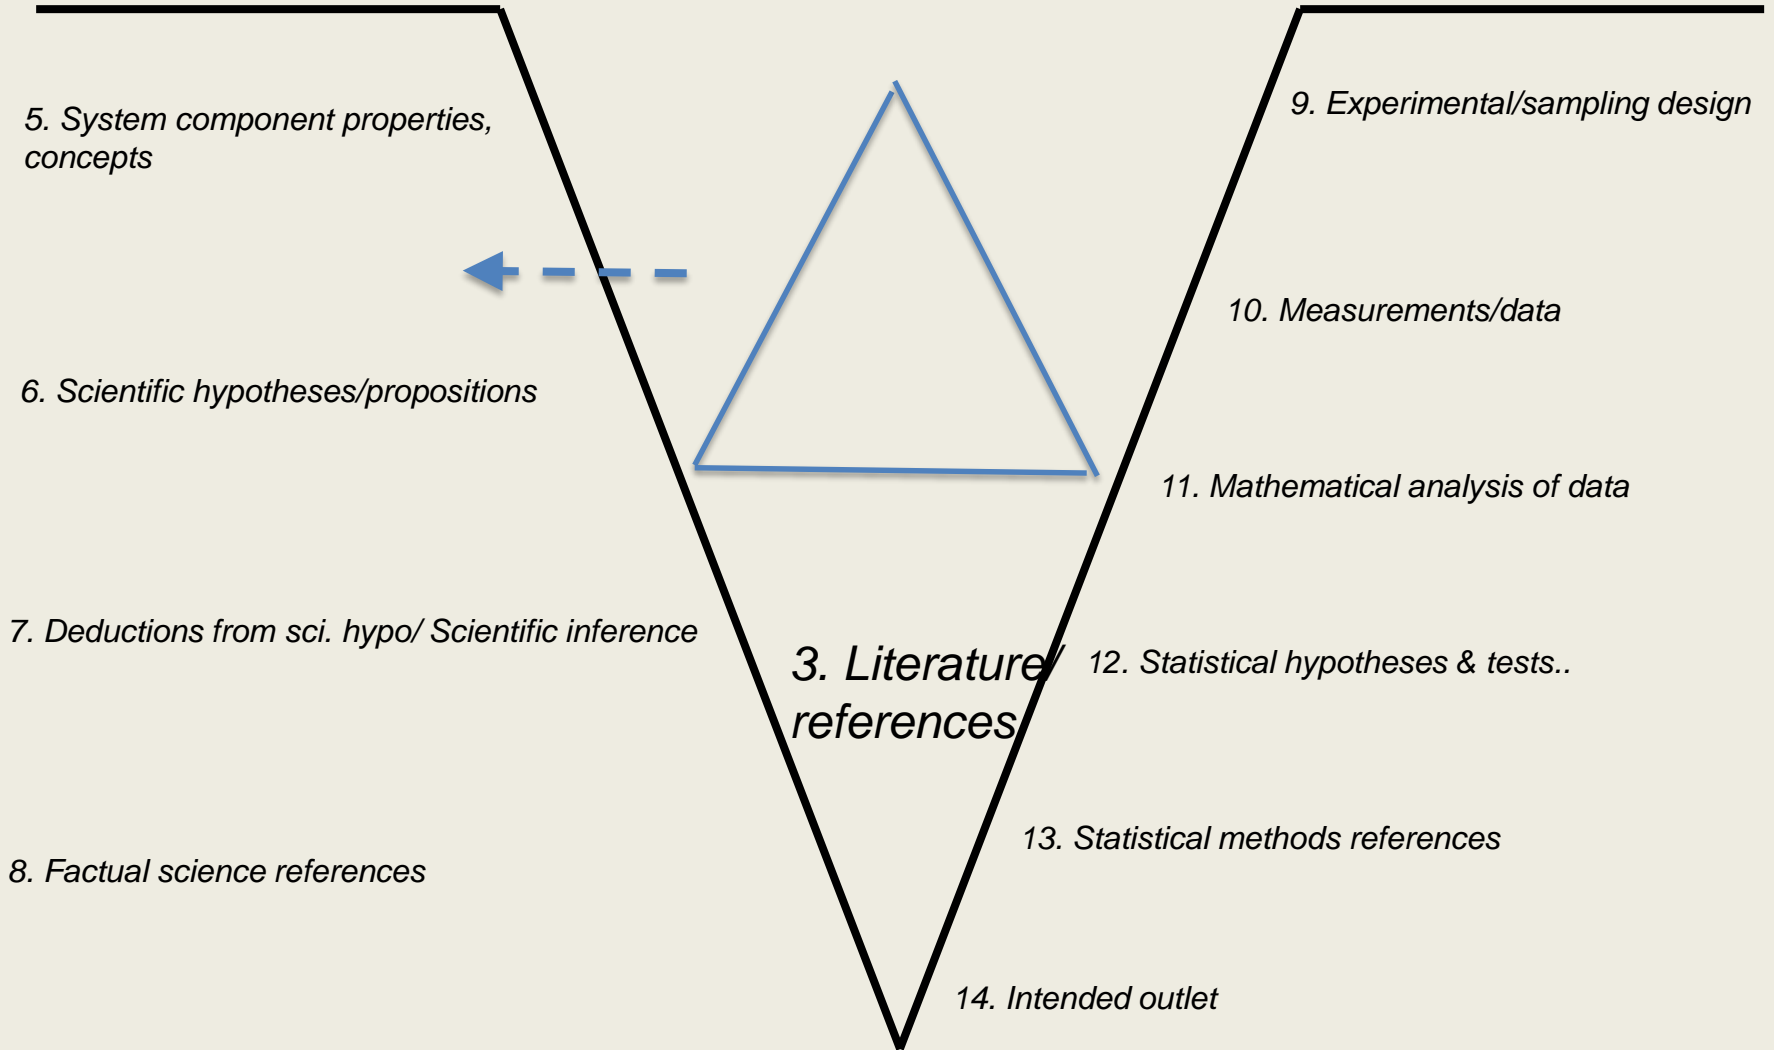 5. System component properties,
concepts
6. Scientific hypotheses/propositions
7. Deductions from sci. hypo/ Scientific inference
8. Factual science references
3. Literature/
references
9. Experimental/sampling design
10. Measurements/data
11. Mathematical analysis of data
12. Statistical hypotheses & tests..
13. Statistical methods references
14. Intended outlet